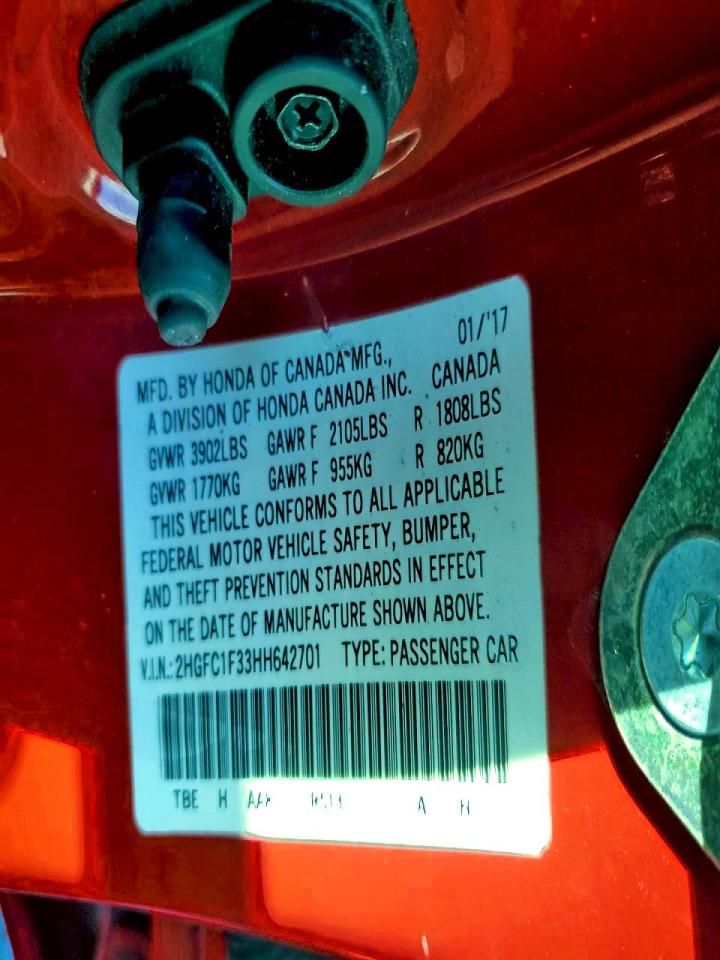 01/'17
MFD. BY HONDA OF CANADA MFG.,
A DIVISION OF HONDA CANADA INC. CANADA
GVWR 3902LBS GAWR F 2105LBS R 1808LBS
GVWR 1770KG GAWR F 955KG R 820KG
THIS VEHICLE CONFORMS TO ALL APPLICABLE
FEDERAL MOTOR VEHICLE SAFETY, BUMPER,
AND THEFT PREVENTION STANDARDS IN EFFECT
ON THE DATE OF MANUFACTURE SHOWN ABOVE.
V.I.N.: 2HGFC1F33HH642701 TYPE: PASSENGER CAR
TBE H A